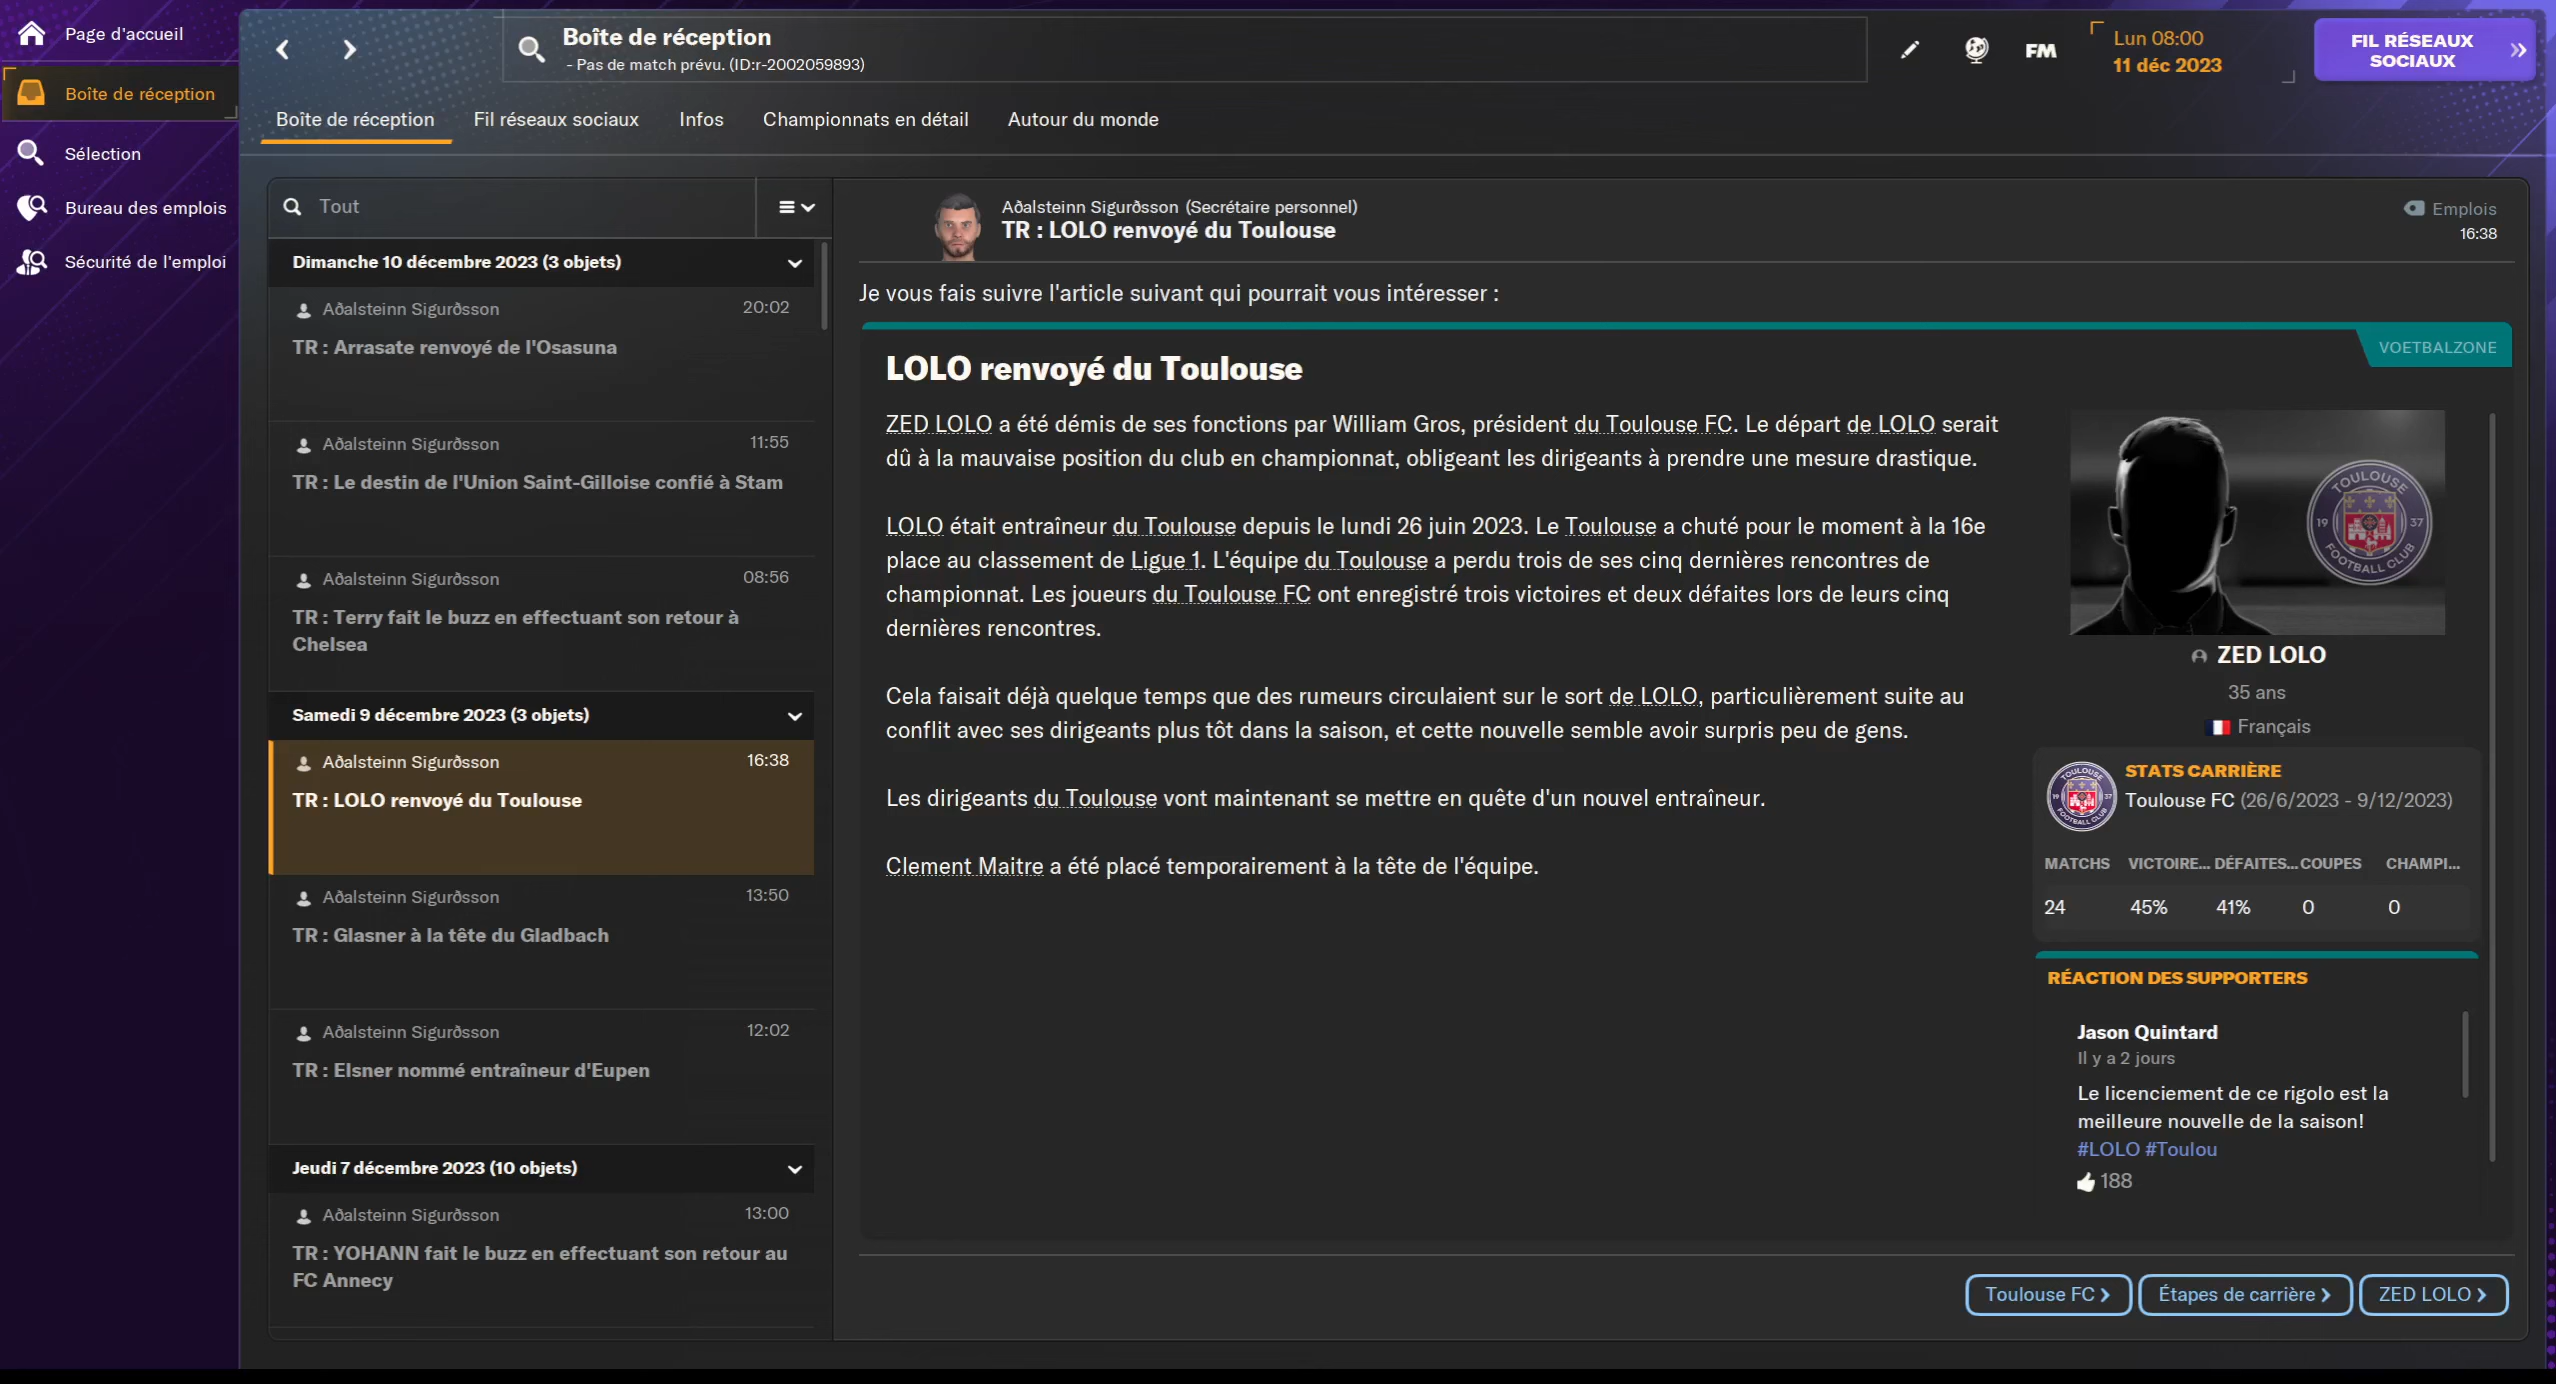 Page d'accueil
Boîte de réception
Sélection
Bureau des emplois
Sécurité de l'emploi
Boîte de réception
- Pas de match prévu. (ID:r-2002059893)
FM
Lun 08:00
11 déc 2023
FIL RÉSEAUX
SOCIAUX
Boîte de réception
Fil réseaux sociaux
Infos
Championnats en détail
Autour du monde
Tout
Dimanche 10 décembre 2023 (3 objets)
Aðalsteinn Sigurðsson 20:02
TR : Arrasate renvoyé de l'Osasuna
Aðalsteinn Sigurðsson 11:55
TR : Le destin de l'Union Saint-Gilloise confié à Stam
Aðalsteinn Sigurðsson 08:56
TR : Terry fait le buzz en effectuant son retour à
Chelsea
Samedi 9 décembre 2023 (3 objets)
Aðalsteinn Sigurðsson 16:38
TR : LOLO renvoyé du Toulouse
Aðalsteinn Sigurðsson 13:50
TR : Glasner à la tête du Gladbach
Aðalsteinn Sigurðsson 12:02
TR : Elsner nommé entraîneur d'Eupen
Jeudi 7 décembre 2023 (10 objets)
Aðalsteinn Sigurðsson 13:00
TR : YOHANN fait le buzz en effectuant son retour au
FC Annecy
Aðalsteinn Sigurðsson (Secrétaire personnel)
TR : LOLO renvoyé du Toulouse
Emplois
16:38
Je vous fais suivre l'article suivant qui pourrait vous intéresser :
VOETBALZONE
LOLO renvoyé du Toulouse
ZED LOLO a été démis de ses fonctions par William Gros, président du Toulouse FC. Le départ de LOLO serait
dû à la mauvaise position du club en championnat, obligeant les dirigeants à prendre une mesure drastique.
LOLO était entraîneur du Toulouse depuis le lundi 26 juin 2023. Le Toulouse a chuté pour le moment à la 16e
place au classement de Ligue 1. L'équipe du Toulouse a perdu trois de ses cinq dernières rencontres de
championnat. Les joueurs du Toulouse FC ont enregistré trois victoires et deux défaites lors de leurs cinq
dernières rencontres.
Cela faisait déjà quelque temps que des rumeurs circulaient sur le sort de LOLO, particulièrement suite au
conflit avec ses dirigeants plus tôt dans la saison, et cette nouvelle semble avoir surpris peu de gens.
Les dirigeants du Toulouse vont maintenant se mettre en quête d'un nouvel entraîneur.
Clement Maitre a été placé temporairement à la tête de l'équipe.
TOULOUSE
19 37
FOOTBALL CLUB
ZED LOLO
35 ans
Français
TOULOUSE
19 37
FOOTBALL CLUB
STATS CARRIÈRE
Toulouse FC (26/6/2023 - 9/12/2023)
MATCHS VICTOIRE... DÉFAITES... COUPES CHAMPI...
24 45% 41% 0 0
RÉACTION DES SUPPORTERS
Jason Quintard
Il y a 2 jours
Le licenciement de ce rigolo est la
meilleure nouvelle de la saison!
#LOLO #Toulou
188
Toulouse FC
Étapes de carrière
ZED LOLO